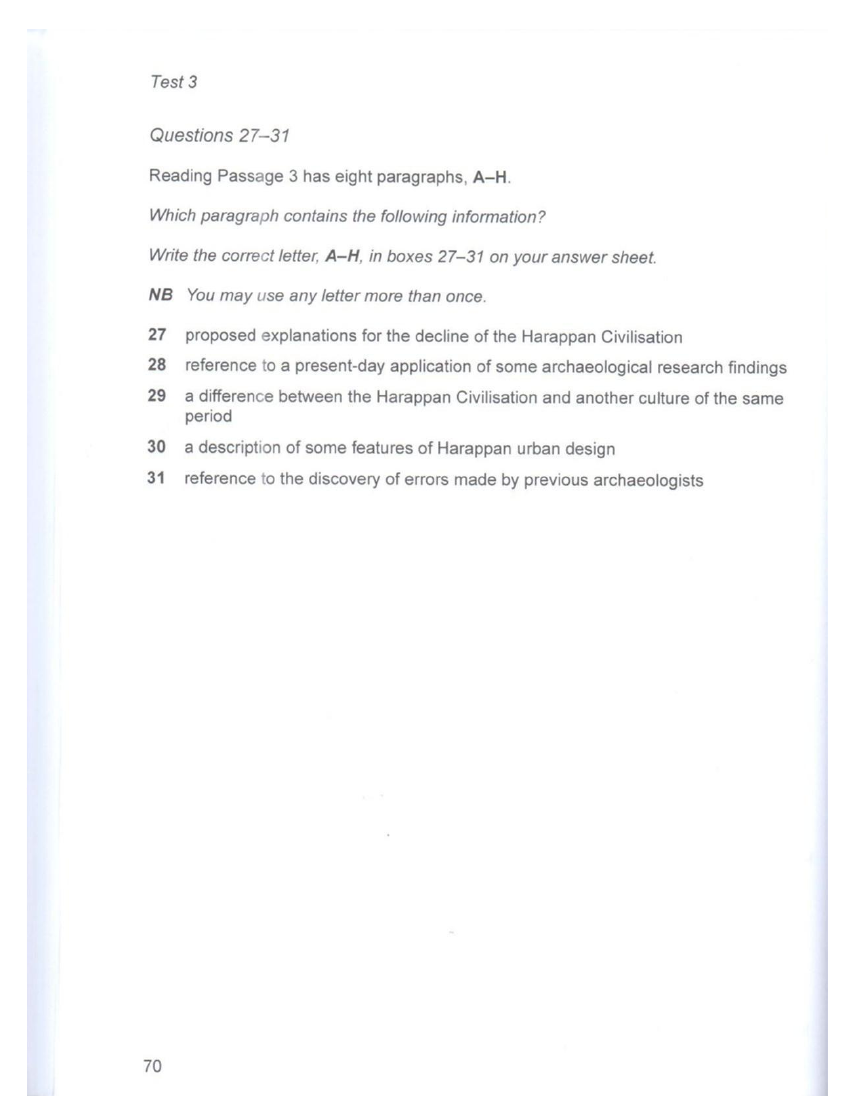 Test 3
Questions 27–31
Reading Passage 3 has eight paragraphs, A–H.
Which paragraph contains the following information?
Write the correct letter, A–H, in boxes 27–31 on your answer sheet.
NB You may use any letter more than once.
27 proposed explanations for the decline of the Harappan Civilisation
28 reference to a present-day application of some archaeological research findings
29 a difference between the Harappan Civilisation and another culture of the same
period
30 a description of some features of Harappan urban design
31 reference to the discovery of errors made by previous archaeologists
70